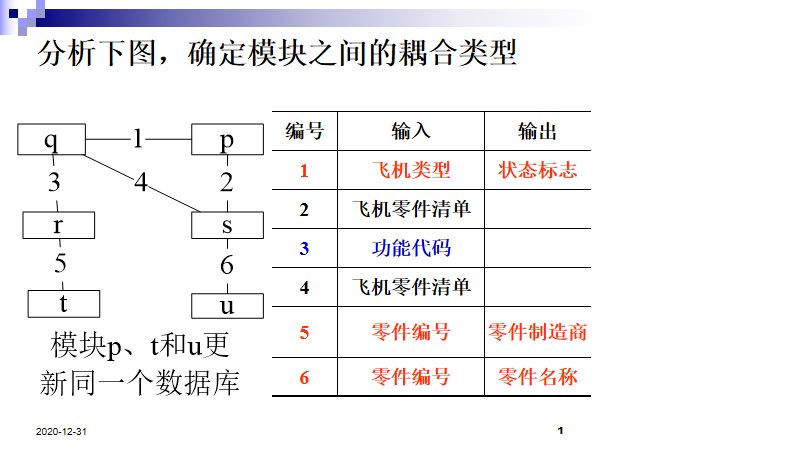 分析下图，确定模块之间的耦合类型
q 1 p
3 4 2
r s
5 6
t u
模块p、t和u更
新同一个数据库
编号 输入 输出
1 飞机类型 状态标志
2 飞机零件清单
3 功能代码
4 飞机零件清单
5 零件编号 零件制造商
6 零件编号 零件名称
2020-12-31 1